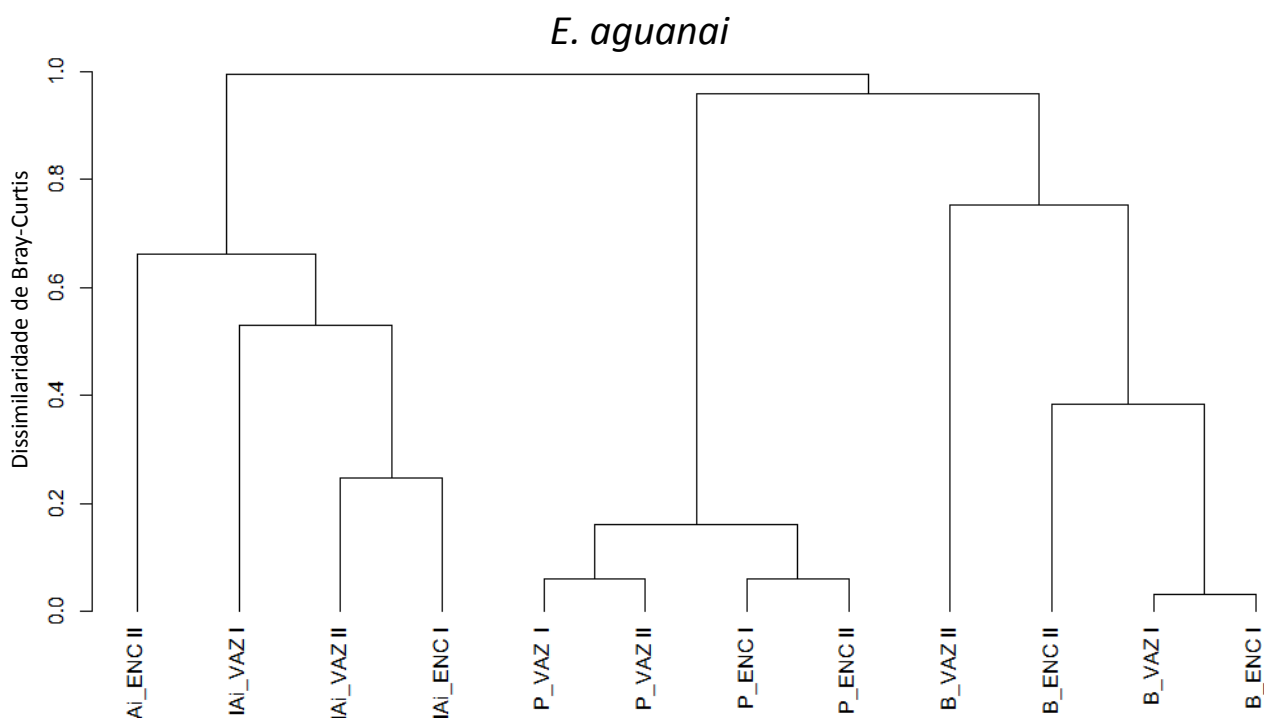 E. aguanai
Dissimilaridade de Bray-Curtis
1.0
0.8
0.6
0.4
0.2
0.0
Ai_ENC II
IAi_VAZ I
IAi_VAZ II
IAi_ENC I
P_VAZ I
P_VAZ II
P_ENC I
P_ENC II
B_VAZ II
B_ENC II
B_VAZ I
B_ENC I